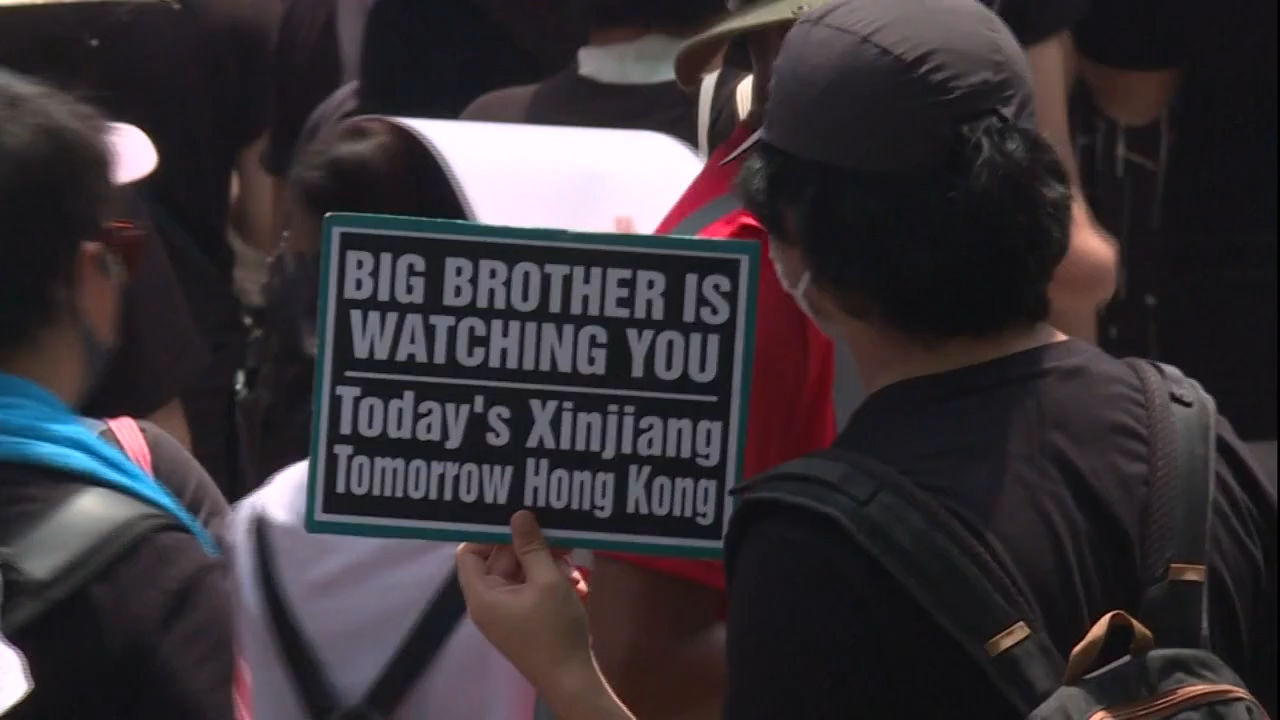 BIG BROTHER IS
WATCHING YOU
Today's Xinjiang
Tomorrow Hong Kong